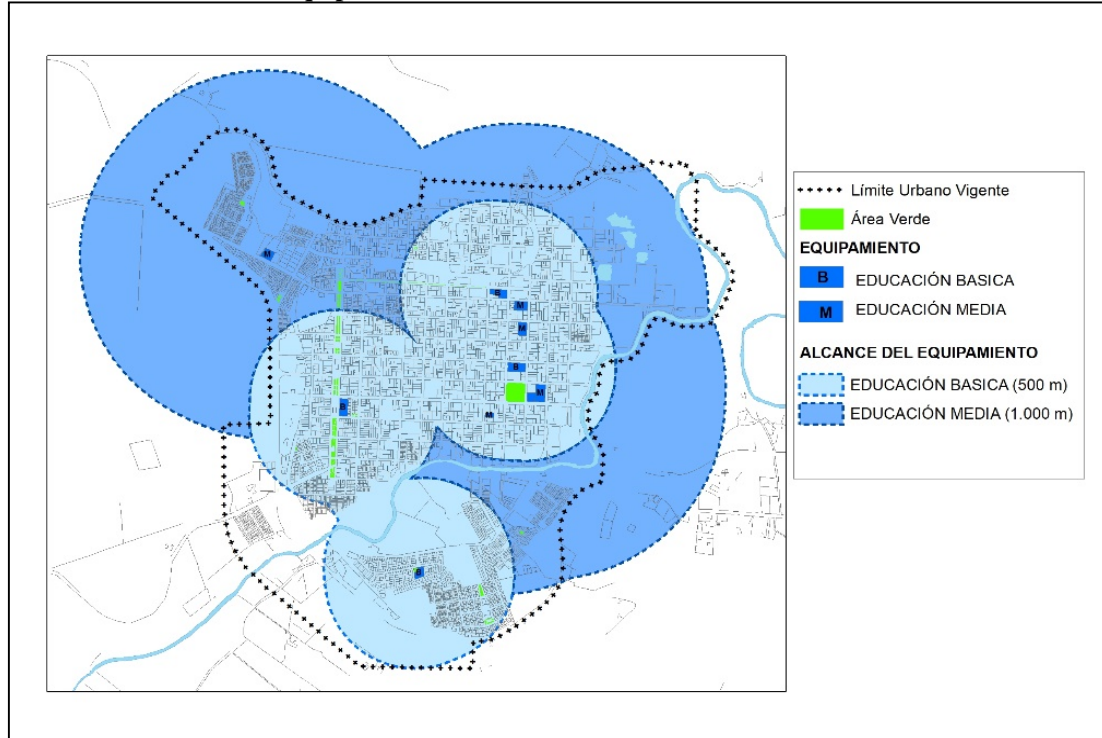 Límite Urbano Vigente
Área Verde
EQUIPAMIENTO
B EDUCACIÓN BASICA
M EDUCACIÓN MEDIA
ALCANCE DEL EQUIPAMIENTO
EDUCACIÓN BASICA (500 m)
EDUCACIÓN MEDIA (1.000 m)
M
B
M
M
B
M
B
M
B